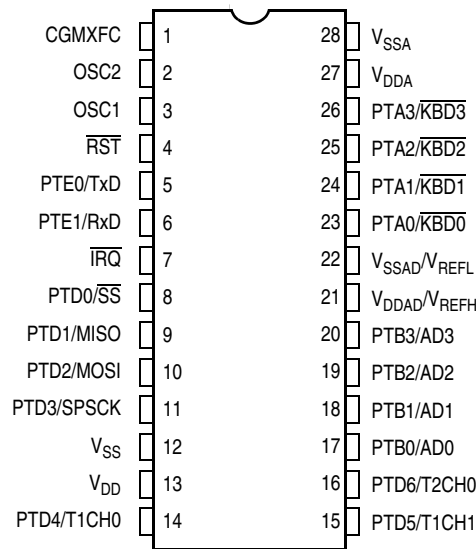 CGMXFC 1 28 VSSA
OSC2 2 27 VDDA
OSC1 3 26 PTA3/KBD3
RST 4 25 PTA2/KBD2
PTE0/TxD 5 24 PTA1/KBD1
PTE1/RxD 6 23 PTA0/KBD0
IRQ 7 22 VSSAD/VREFL
PTD0/SS 8 21 VDDAD/VREFH
PTD1/MISO 9 20 PTB3/AD3
PTD2/MOSI 10 19 PTB2/AD2
PTD3/SPSCK 11 18 PTB1/AD1
VSS 12 17 PTB0/AD0
VDD 13 16 PTD6/T2CH0
PTD4/T1CH0 14 15 PTD5/T1CH1